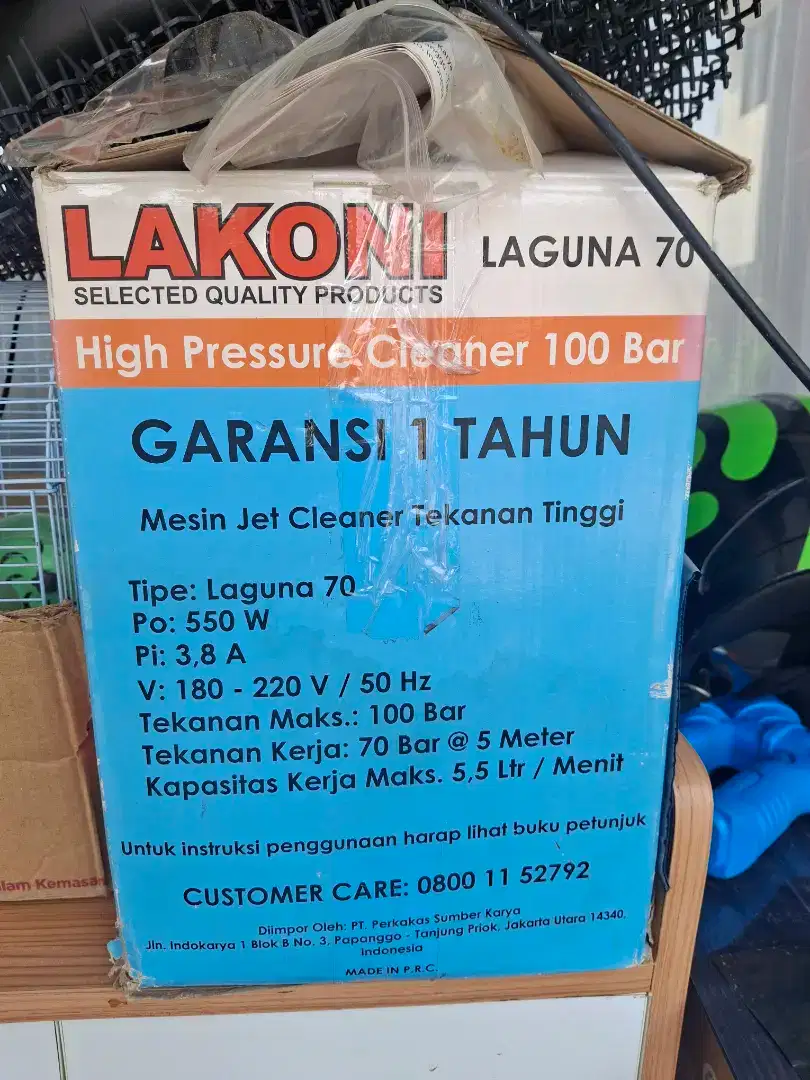 LAKONI
SELECTED QUALITY PRODUCTS
LAGUNA 70
High Pressure Cleaner 100 Bar
GARANSI 1 TAHUN
Mesin Jet Cleaner Tekanan Tinggi
Tipe: Laguna 70
Po: 550 W
Pi: 3,8 A
V: 180 - 220 V / 50 Hz
Tekanan Maks.: 100 Bar
Tekanan Kerja: 70 Bar @ 5 Meter
Kapasitas Kerja Maks. 5,5 Ltr / Menit
Untuk instruksi penggunaan harap lihat buku petunjuk
CUSTOMER CARE: 0800 11 52792
Diimpor Oleh: PT. Perkakas Sumber Karya
Jln. Indokarya 1 Blok B No. 3, Papanggo - Tanjung Priok, Jakarta Utara 14340,
Indonesia
MADE IN P.R.C.
lam Kemasan